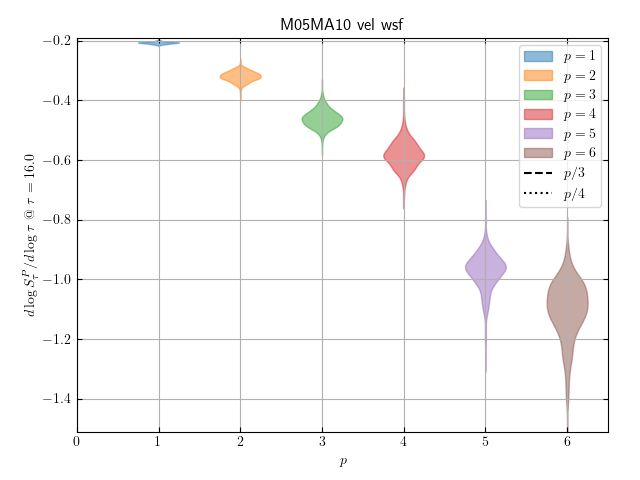 M05MA10 vel wsf
d log S_τ^P / d log τ @ τ = 16.0
−0.2
−0.4
−0.6
−0.8
−1.0
−1.2
−1.4
0 1 2 3 4 5 6
p
p = 1
p = 2
p = 3
p = 4
p = 5
p = 6
p/3
p/4